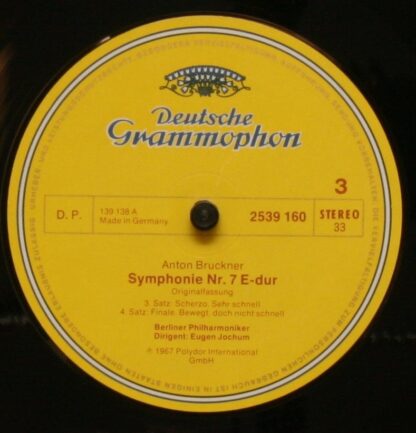 Deutsche
Grammophon
3
D. P.
139 138 A
Made in Germany
2539 160
STEREO
33
Anton Bruckner
Symphonie Nr. 7 E-dur
Originalfassung
3. Satz: Scherzo. Sehr schnell
4. Satz: Finale. Bewegt, doch nicht schnell
Berliner Philharmoniker
Dirigent: Eugen Jochum
℗ 1967 Polydor International
GmbH